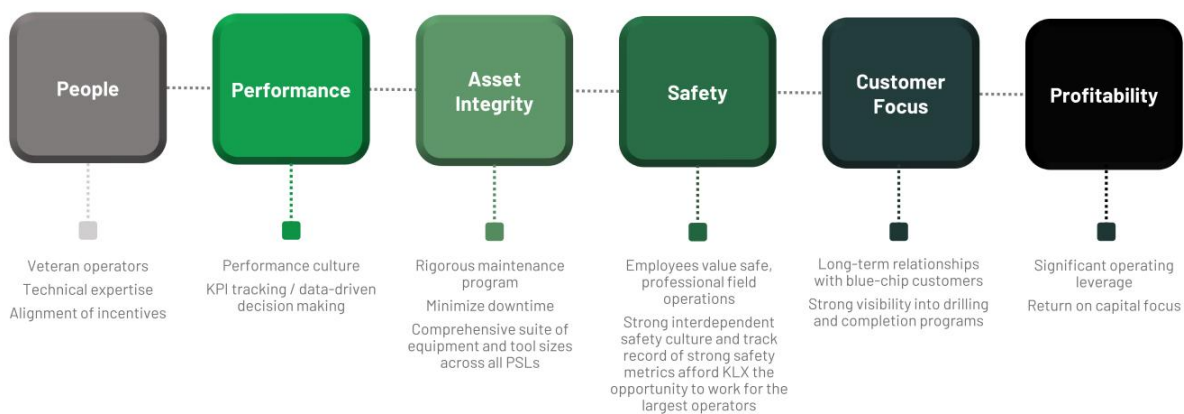 People
Performance
Asset
Integrity
Safety
Customer
Focus
Profitability
Veteran operators
Technical expertise
Alignment of incentives
Performance culture
KPI tracking / data-driven
decision making
Rigorous maintenance
program
Minimize downtime
Comprehensive suite of
equipment and tool sizes
across all PSLs
Employees value safe,
professional field
operations
Strong interdependent
safety culture and track
record of strong safety
metrics afford KLX the
opportunity to work for the
largest operators
Long-term relationships
with blue-chip customers
Strong visibility into drilling
and completion programs
Significant operating
leverage
Return on capital focus